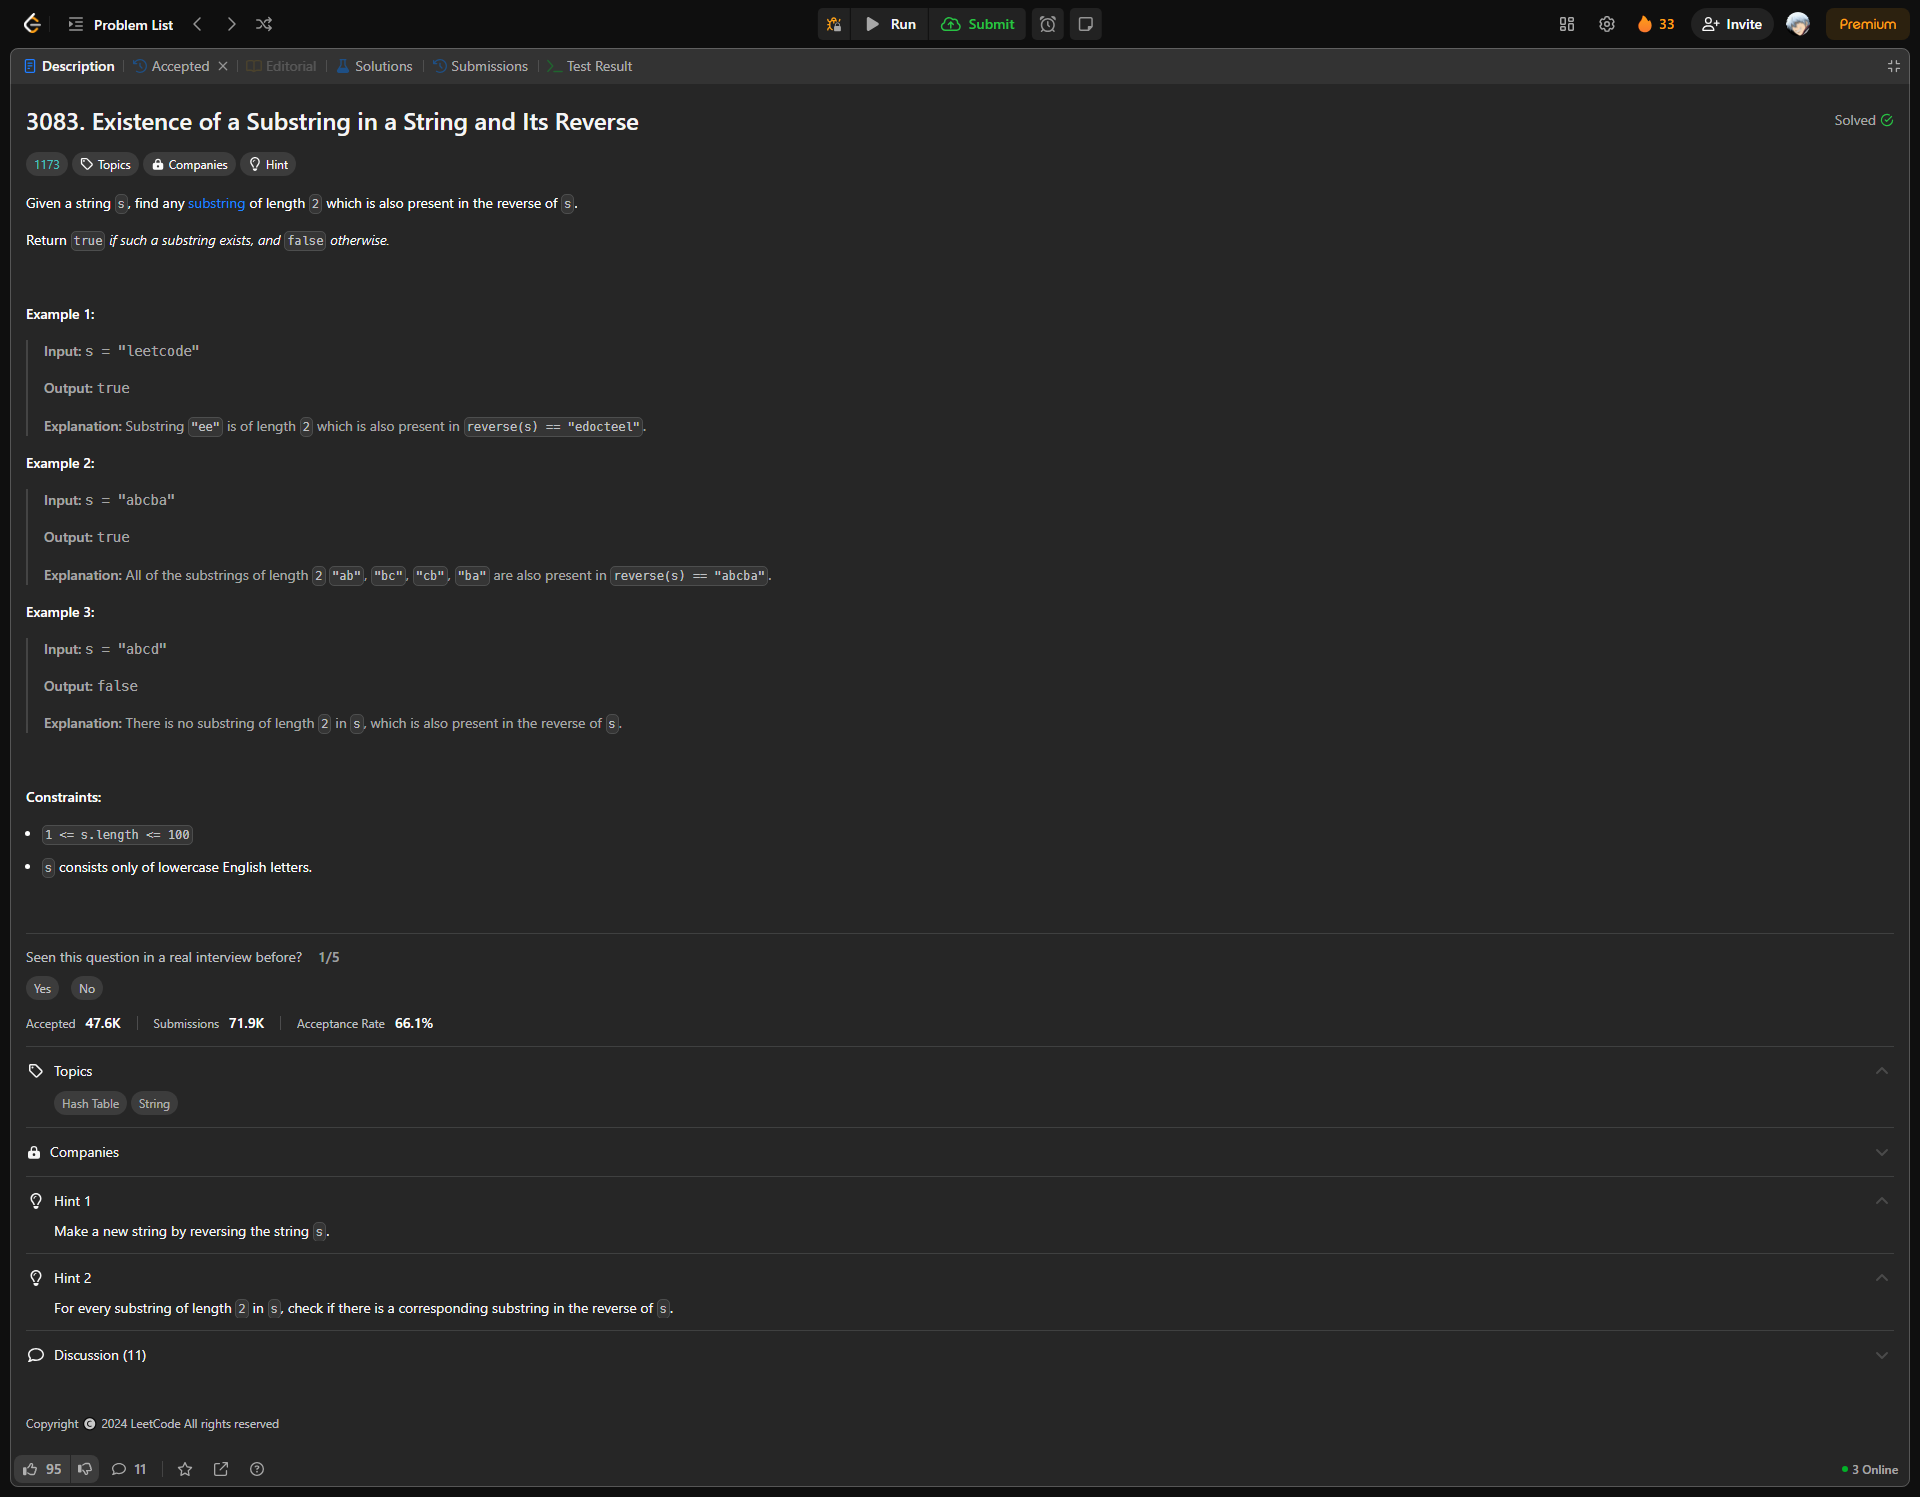 Problem List
Run
Submit
33
Invite
Premium
Description
Accepted
Editorial
Solutions
Submissions
Test Result
3083. Existence of a Substring in a String and Its Reverse
Solved
1173
Topics
Companies
Hint
Given a string s, find any substring of length 2 which is also present in the reverse of s.
Return true if such a substring exists, and false otherwise.
Example 1:
Input: s = "leetcode"
Output: true
Explanation: Substring "ee" is of length 2 which is also present in reverse(s) == "edocteel".
Example 2:
Input: s = "abcba"
Output: true
Explanation: All of the substrings of length 2 "ab", "bc", "cb", "ba" are also present in reverse(s) == "abcba".
Example 3:
Input: s = "abcd"
Output: false
Explanation: There is no substring of length 2 in s, which is also present in the reverse of s.
Constraints:
1 <= s.length <= 100
s consists only of lowercase English letters.
Seen this question in a real interview before? 1/5
Yes
No
Accepted 47.6K
Submissions 71.9K
Acceptance Rate 66.1%
Topics
Hash Table
String
Companies
Hint 1
Make a new string by reversing the string s.
Hint 2
For every substring of length 2 in s, check if there is a corresponding substring in the reverse of s.
Discussion (11)
Copyright © 2024 LeetCode All rights reserved
95
11
3 Online